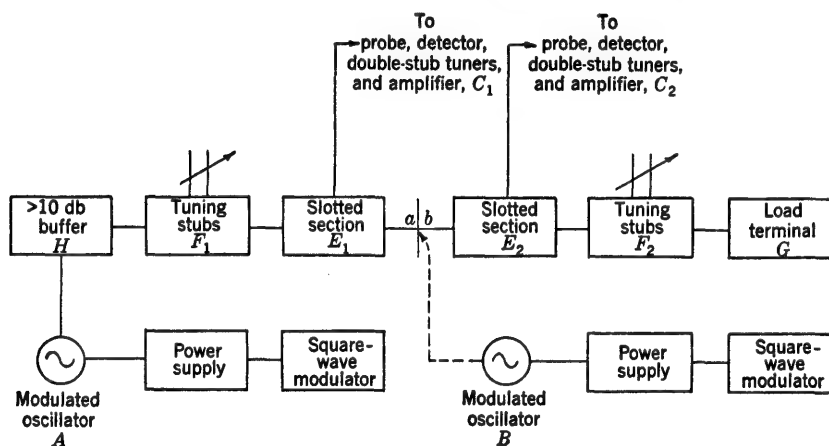 To
probe, detector,
double-stub tuners,
and amplifier, C₁
To
probe, detector,
double-stub tuners,
and amplifier, C₂
>10 db
buffer
H
Tuning
stubs
F₁
Slotted
section
E₁
a b
Slotted
section
E₂
Tuning
stubs
F₂
Load
terminal
G
Modulated
oscillator
A
Power
supply
Square-
wave
modulator
Modulated
oscillator
B
Power
supply
Square-
wave
modulator